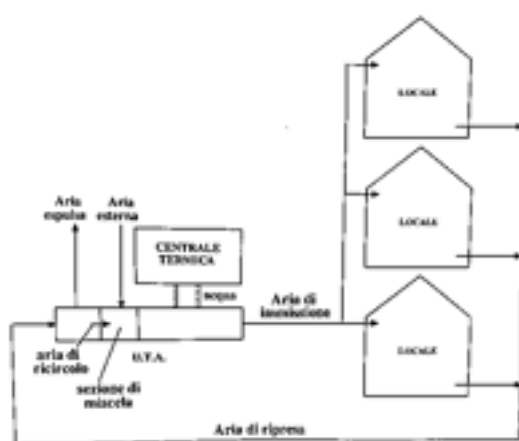 LOCALE
LOCALE
Aria
espulsa
Aria
esterna
CENTRALE
TERMICA
acqua
Aria di
immissione
LOCALE
aria di
ricircolo
U.T.A.
sezione di
miscela
Aria di ripresa